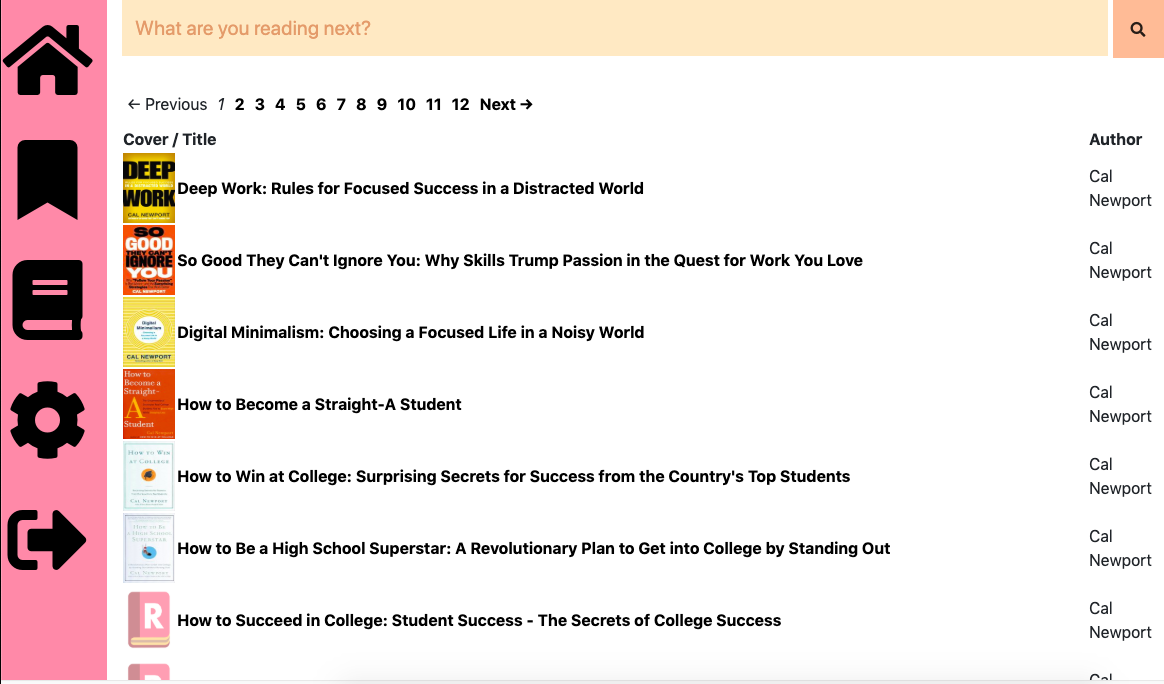 What are you reading next?
← Previous 1 2 3 4 5 6 7 8 9 10 11 12 Next →
Cover / Title Author
DEEP
WORK
CAL NEWPORT
Deep Work: Rules for Focused Success in a Distracted World
Cal
Newport
SO
GOOD
THEY CAN'T
IGNORE
YOU
CAL NEWPORT
So Good They Can't Ignore You: Why Skills Trump Passion in the Quest for Work You Love
Cal
Newport
Digital
Minimalism
CAL NEWPORT
Digital Minimalism: Choosing a Focused Life in a Noisy World
Cal
Newport
How to
Become a
Straight-
A
Student
Cal Newport
How to Become a Straight-A Student
Cal
Newport
HOW TO WIN
AT COLLEGE
CAL NEWPORT
How to Win at College: Surprising Secrets for Success from the Country's Top Students
Cal
Newport
HOW TO BE
A HIGH SCHOOL
SUPERSTAR
CAL NEWPORT
How to Be a High School Superstar: A Revolutionary Plan to Get into College by Standing Out
Cal
Newport
R
How to Succeed in College: Student Success - The Secrets of College Success
Cal
Newport
R
Cal